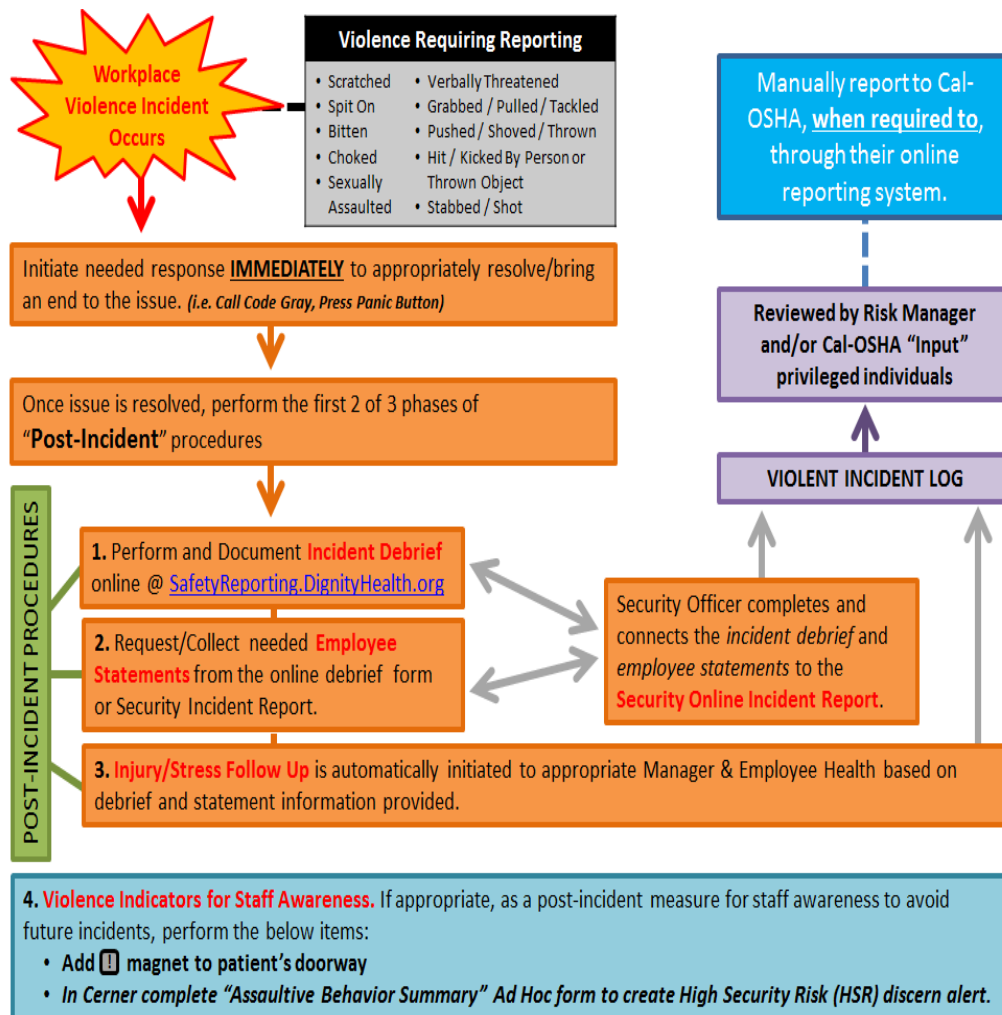 Workplace
Violence Incident
Occurs
Violence Requiring Reporting
• Scratched
• Spit On
• Bitten
• Choked
• Sexually
Assaulted
• Verbally Threatened
• Grabbed / Pulled / Tackled
• Pushed / Shoved / Thrown
• Hit / Kicked By Person or
Thrown Object
• Stabbed / Shot
Initiate needed response IMMEDIATELY to appropriately resolve/bring
an end to the issue. (i.e. Call Code Gray, Press Panic Button)
Once issue is resolved, perform the first 2 of 3 phases of
“Post-Incident” procedures
POST-INCIDENT PROCEDURES
1. Perform and Document Incident Debrief
online @ SafetyReporting.DignityHealth.org
2. Request/Collect needed Employee
Statements from the online debrief form
or Security Incident Report.
3. Injury/Stress Follow Up is automatically initiated to appropriate Manager & Employee Health based on
debrief and statement information provided.
Security Officer completes and
connects the incident debrief and
employee statements to the
Security Online Incident Report.
VIOLENT INCIDENT LOG
Reviewed by Risk Manager
and/or Cal-OSHA “Input”
privileged individuals
Manually report to Cal-
OSHA, when required to,
through their online
reporting system.
4. Violence Indicators for Staff Awareness. If appropriate, as a post-incident measure for staff awareness to avoid
future incidents, perform the below items:
• Add ! magnet to patient’s doorway
• In Cerner complete “Assaultive Behavior Summary” Ad Hoc form to create High Security Risk (HSR) discern alert.